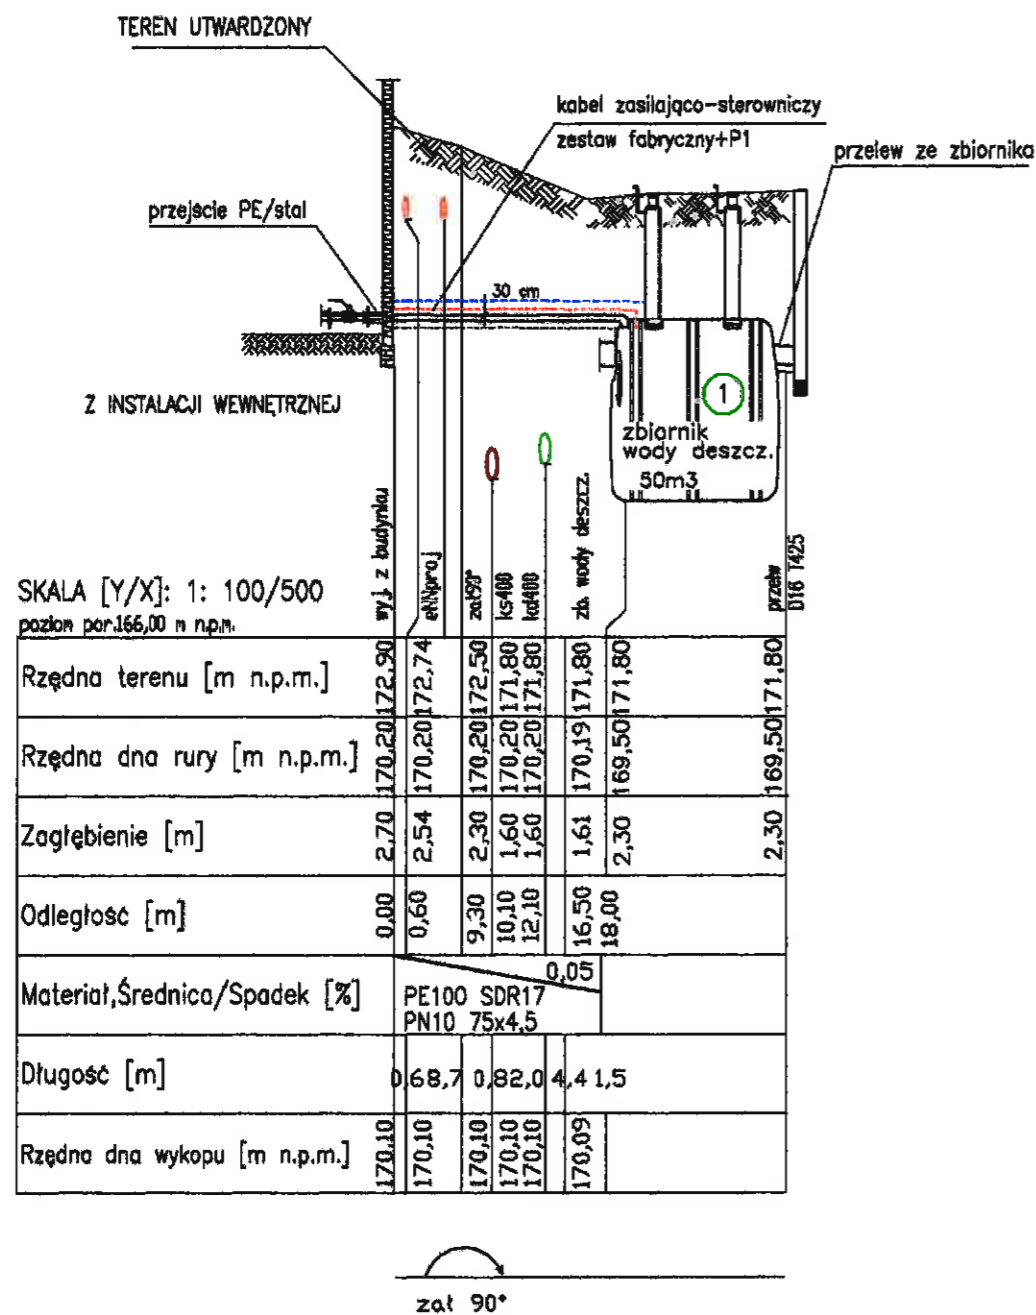 TEREN UTWARDZONY
kabel zasilająco-sterowniczy
zestaw fabryczny+P1
przelew ze zbiornika
przejście PE/stal
30 cm
Z INSTALACJI WEWNĘTRZNEJ
1
zbiornik
wody deszcz.
50m3
SKALA [Y/X]: 1: 100/500
poziom por.166,00 m n.p.m.
wyj. z budynku
eNNproj
zał90°
ks400
kd400
zb. wody deszcz.
przelew
D16 T425
Rzędna terenu [m n.p.m.] 172,90 172,74 172,50 171,80 171,80 171,80 171,80 171,80
Rzędna dna rury [m n.p.m.] 170,20 170,20 170,20 170,20 170,20 170,19 169,50 169,50
Zagłębienie [m] 2,70 2,54 2,30 1,60 1,60 1,61 2,30 2,30
Odległość [m] 0,00 0,60 9,30 10,10 12,10 16,50 18,00
Materiał,Średnica/Spadek [%] 0,05
PE100 SDR17
PN10 75x4,5
Długość [m] 0,6 8,7 0,8 2,0 4,4 1,5
Rzędna dna wykopu [m n.p.m.] 170,10 170,10 170,10 170,10 170,10 170,09
zał 90°